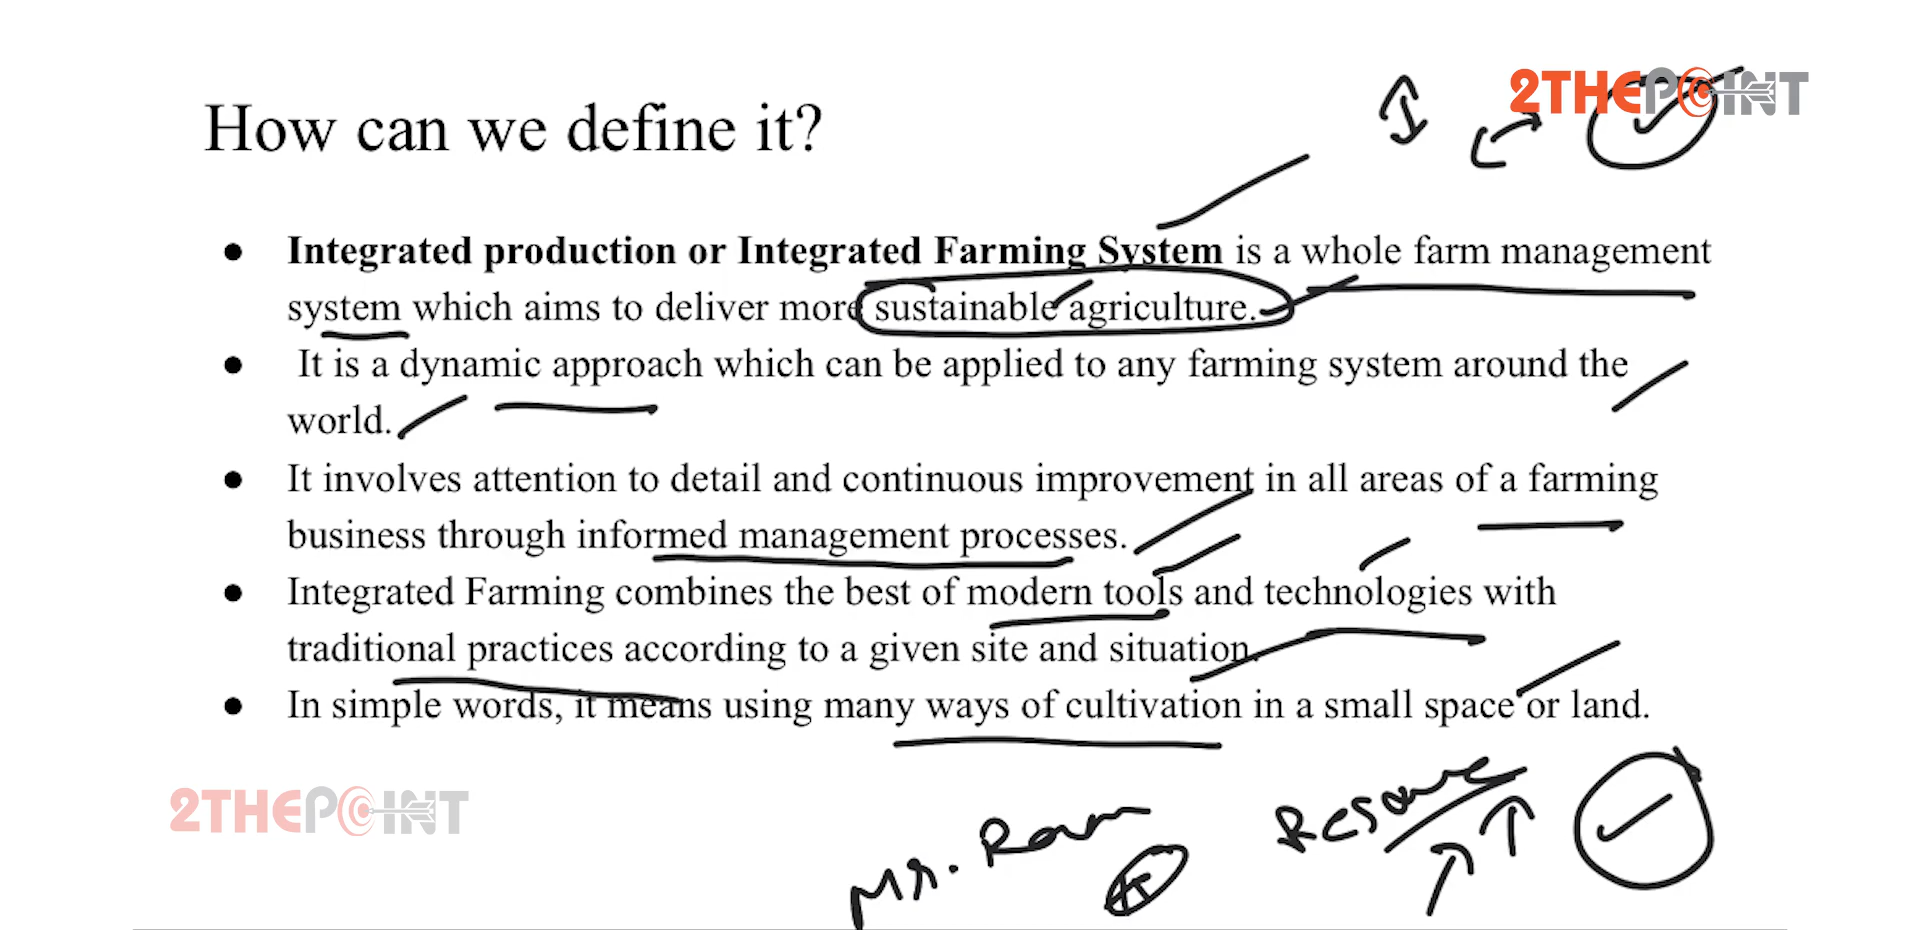 2THEPOINT
How can we define it?
● Integrated production or Integrated Farming System is a whole farm management
system which aims to deliver more sustainable agriculture.
● It is a dynamic approach which can be applied to any farming system around the
world.
● It involves attention to detail and continuous improvement in all areas of a farming
business through informed management processes.
● Integrated Farming combines the best of modern tools and technologies with
traditional practices according to a given site and situation.
● In simple words, it means using many ways of cultivation in a small space or land.
2THEPOINT
Mr. Ram